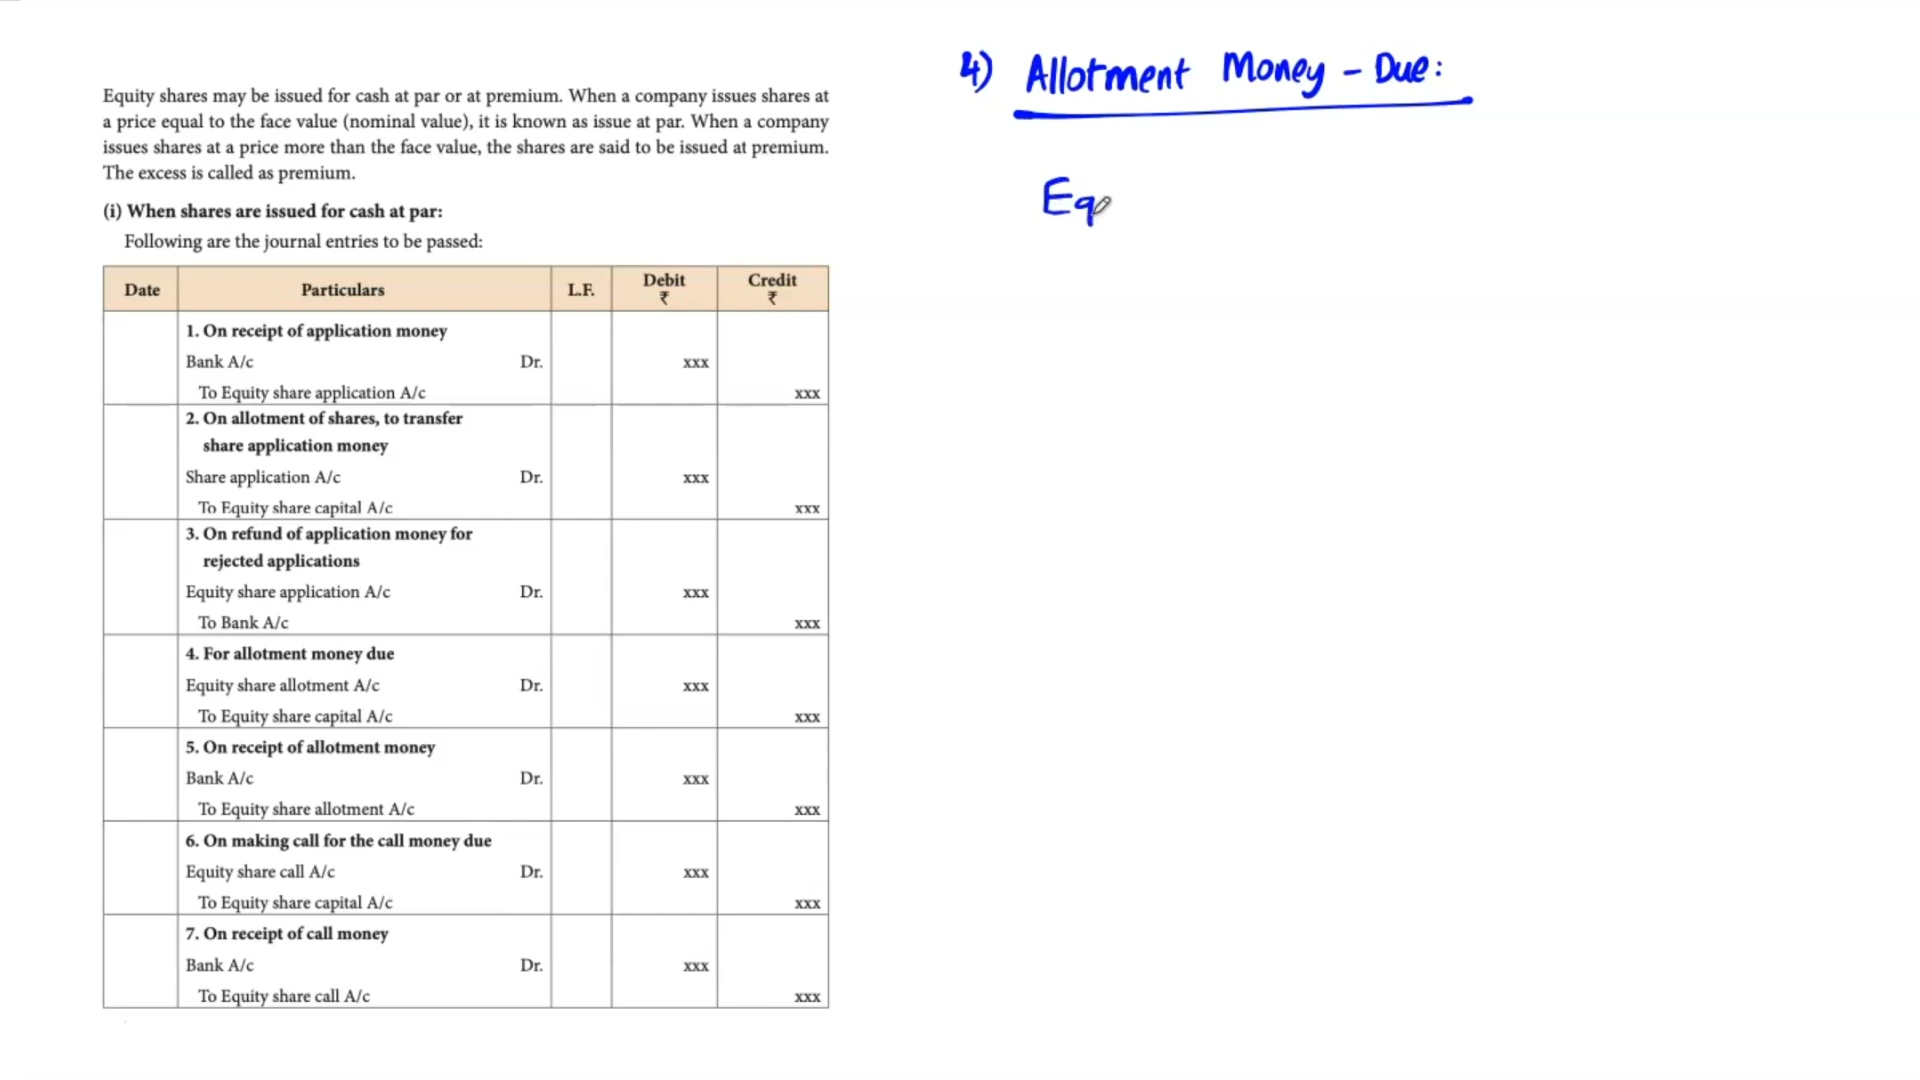 Equity shares may be issued for cash at par or at premium. When a company issues shares at
a price equal to the face value (nominal value), it is known as issue at par. When a company
issues shares at a price more than the face value, the shares are said to be issued at premium.
The excess is called as premium.
(i) When shares are issued for cash at par:
Following are the journal entries to be passed:
Date Particulars L.F. Debit ₹ Credit ₹
1. On receipt of application money
Bank A/c Dr. xxx
To Equity share application A/c xxx
2. On allotment of shares, to transfer
share application money
Share application A/c Dr. xxx
To Equity share capital A/c xxx
3. On refund of application money for
rejected applications
Equity share application A/c Dr. xxx
To Bank A/c xxx
4. For allotment money due
Equity share allotment A/c Dr. xxx
To Equity share capital A/c xxx
5. On receipt of allotment money
Bank A/c Dr. xxx
To Equity share allotment A/c xxx
6. On making call for the call money due
Equity share call A/c Dr. xxx
To Equity share capital A/c xxx
7. On receipt of call money
Bank A/c Dr. xxx
To Equity share call A/c xxx
4) Allotment Money - Due:
Eq